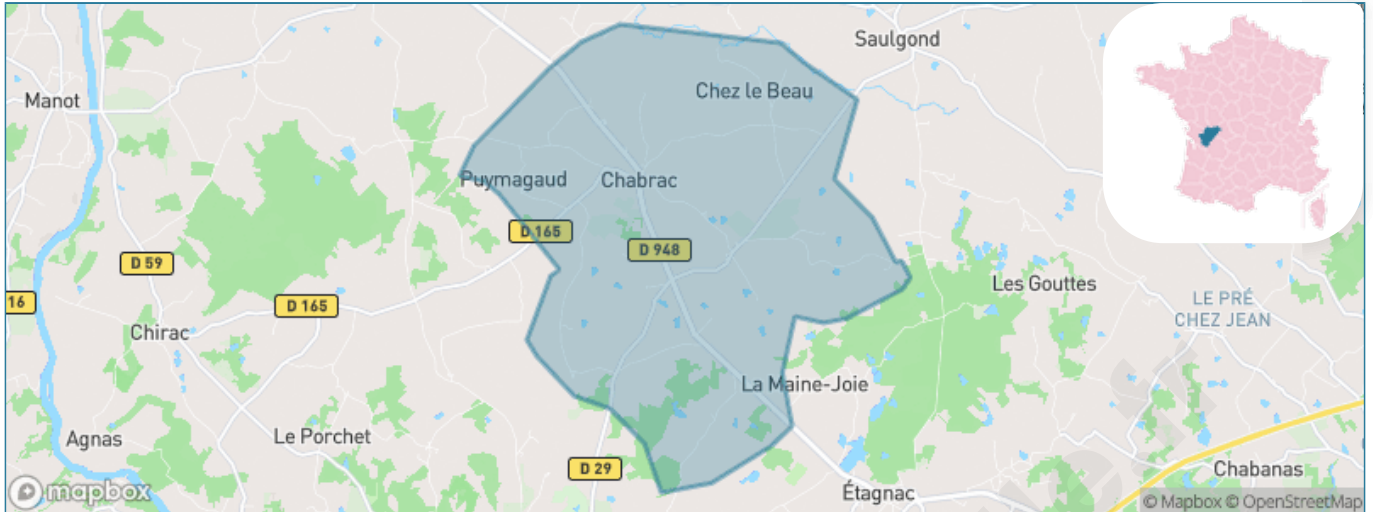 Saulgond
Manot
Chez le Beau
Puymagaud
Chabrac
D 165
D 948
D 59
Les Gouttes
16
D 165
LE PRÉ
CHEZ JEAN
Chirac
La Maine-Joie
Agnas
Le Porchet
D 29
Chabanas
Étagnac
mapbox
© Mapbox © OpenStreetMap